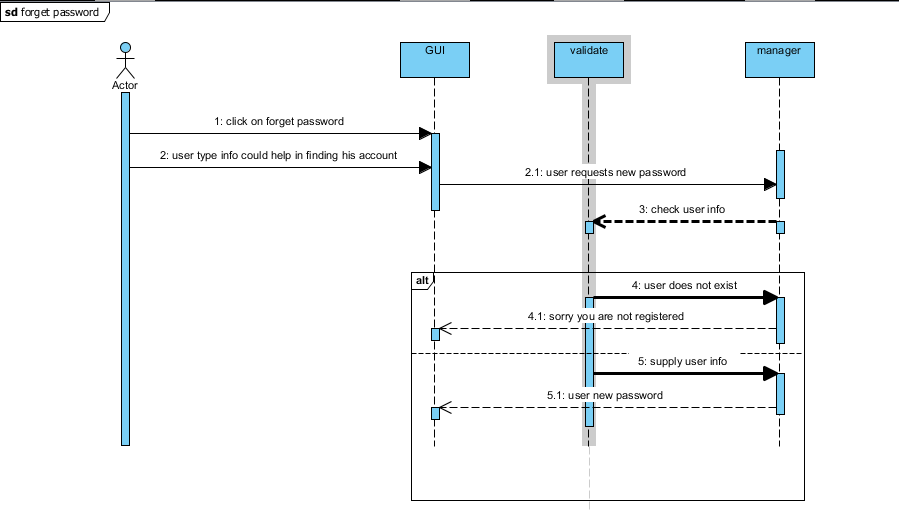 sd forget password
GUI
validate
manager
Actor
1: click on forget password
2: user type info could help in finding his account
2.1: user requests new password
3: check user info
alt
4: user does not exist
4.1: sorry you are not registered
5: supply user info
5.1: user new password